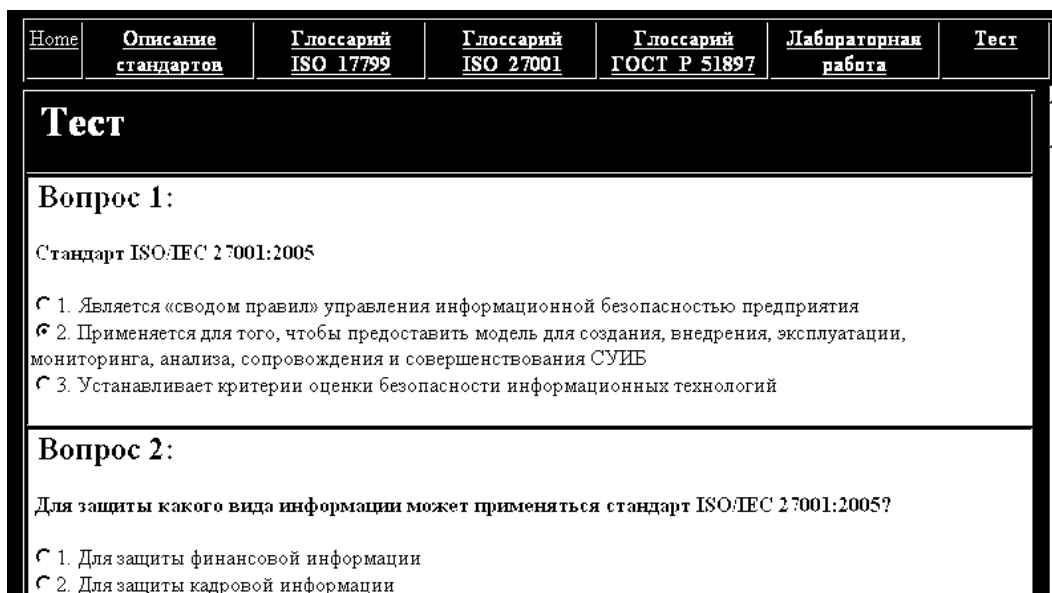 Home
Описание стандартов
Глоссарий ISO 17799
Глоссарий ISO 27001
Глоссарий ГОСТ Р 51897
Лабораторная работа
Тест
Тест
Вопрос 1:
Стандарт ISO/IEC 27001:2005
1. Является «сводом правил» управления информационной безопасностью предприятия
2. Применяется для того, чтобы предоставить модель для создания, внедрения, эксплуатации,
мониторинга, анализа, сопровождения и совершенствования СУИБ
3. Устанавливает критерии оценки безопасности информационных технологий
Вопрос 2:
Для защиты какого вида информации может применяться стандарт ISO/IEC 27001:2005?
1. Для защиты финансовой информации
2. Для защиты кадровой информации